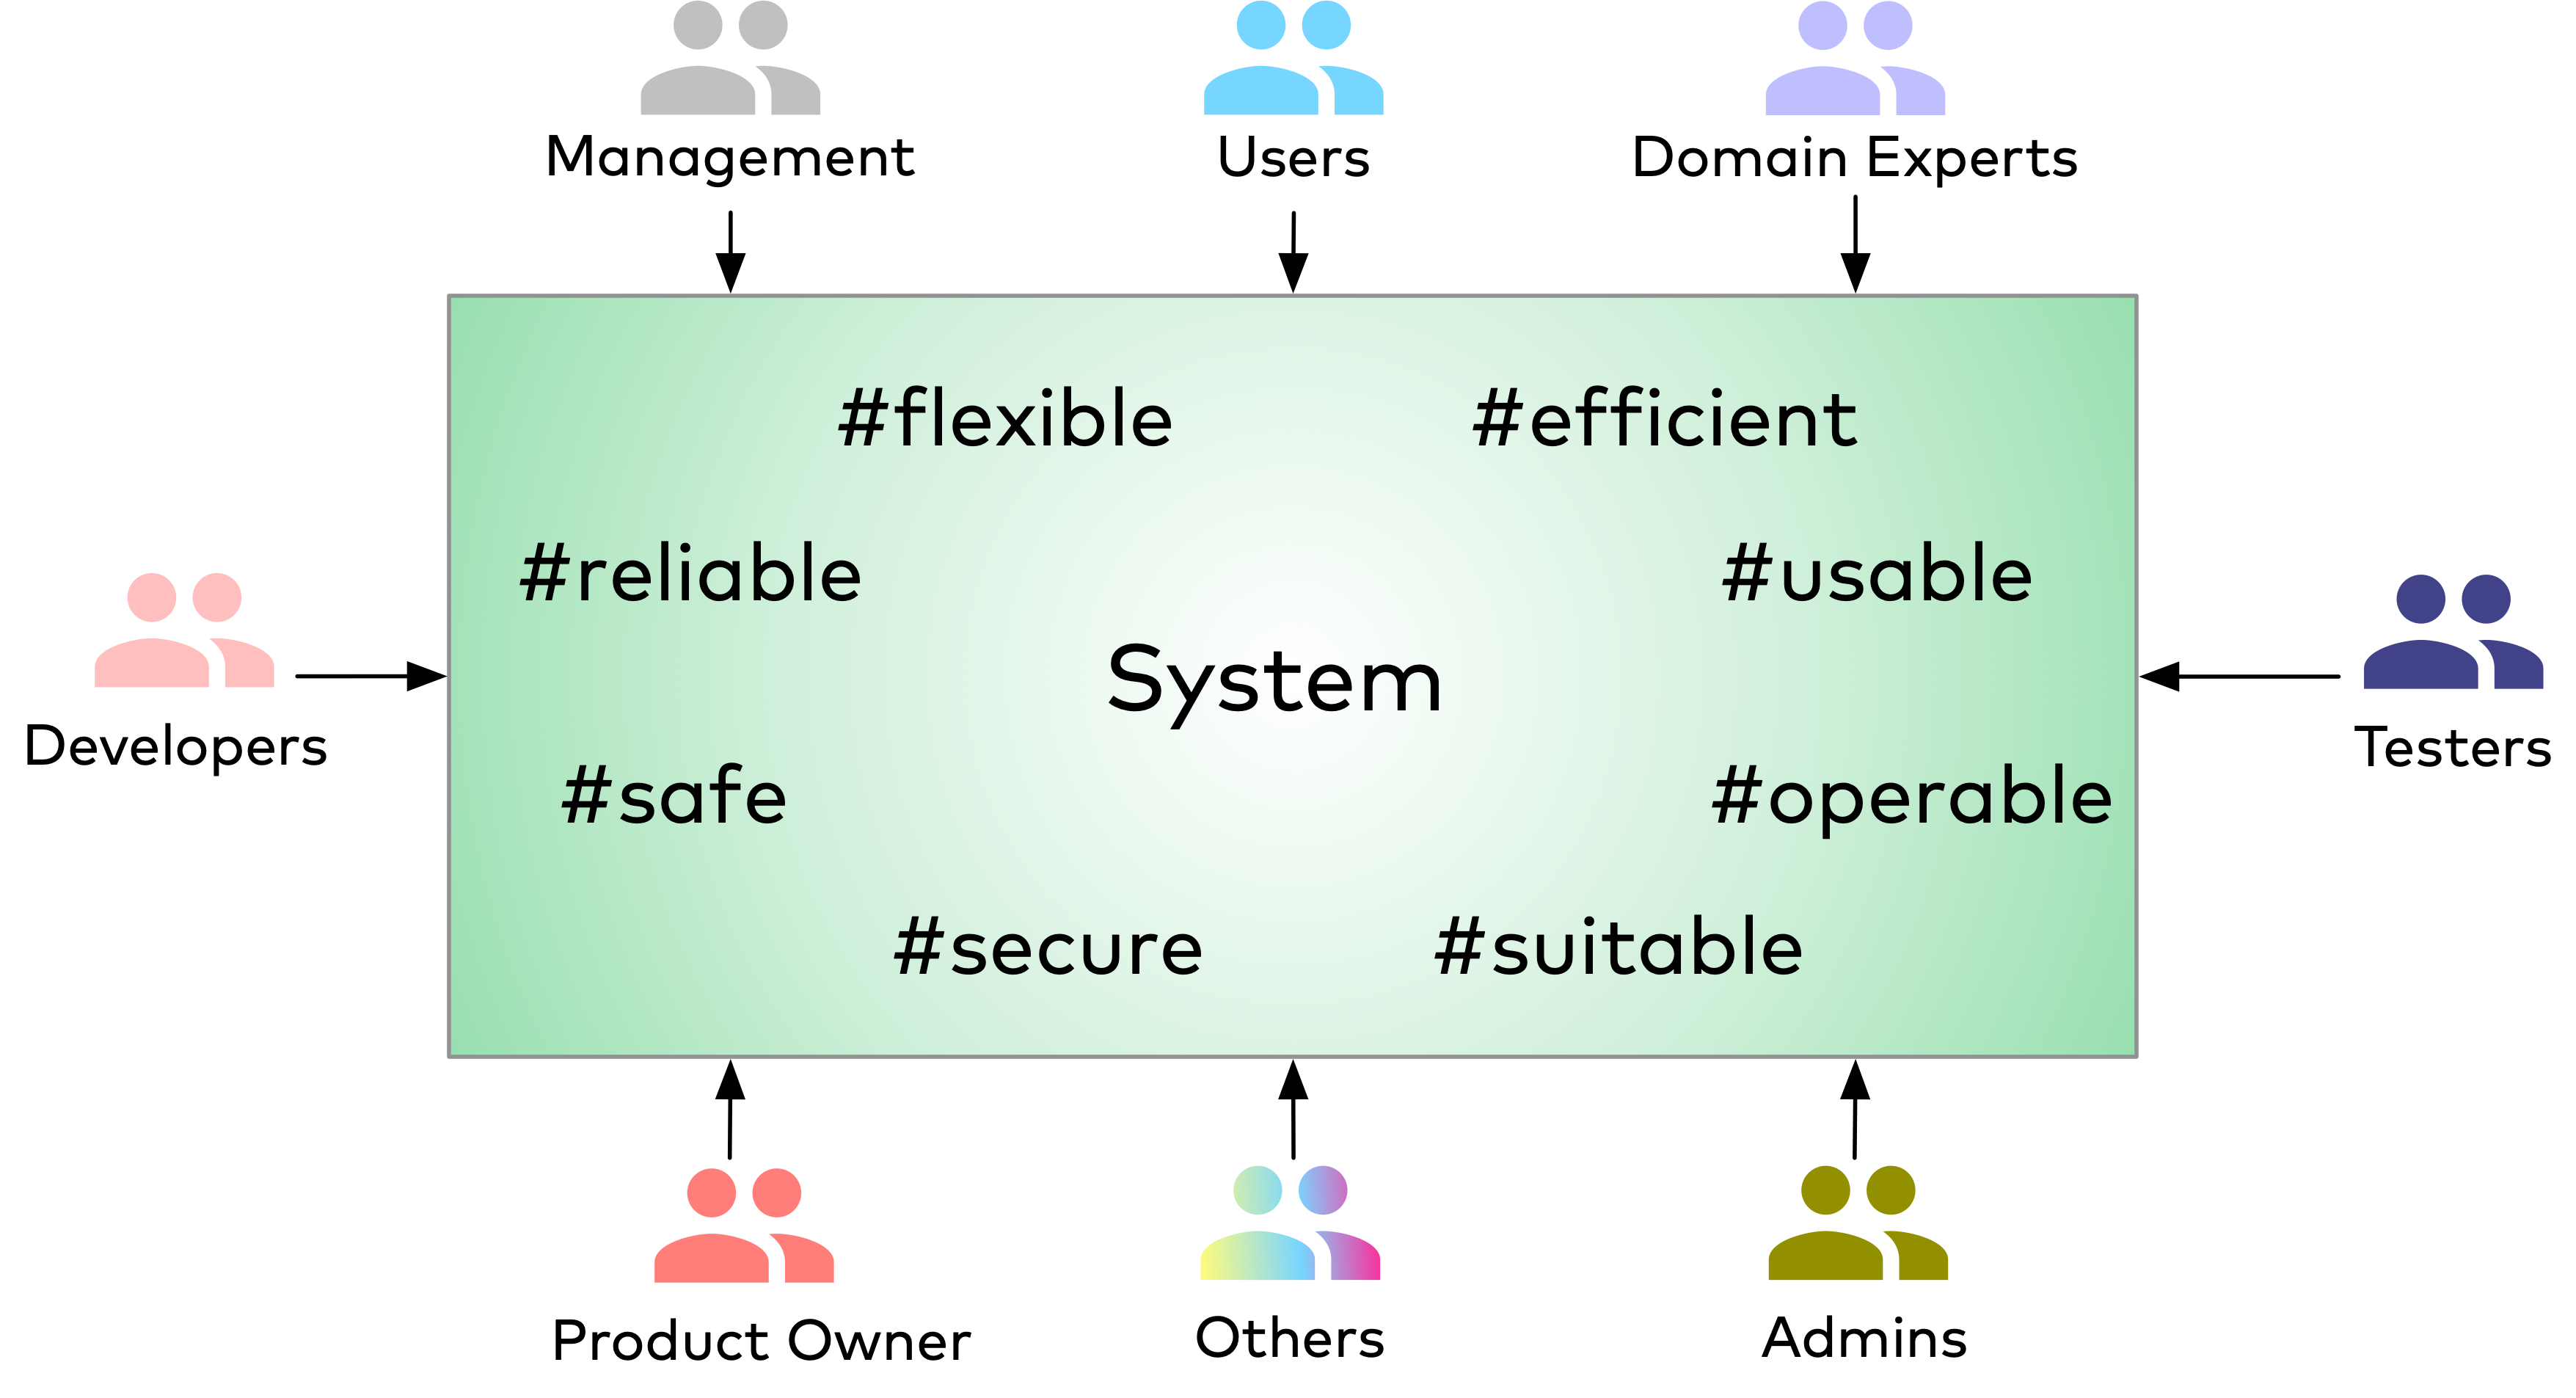 Management
Users
Domain Experts
#flexible
#efficient
#reliable
#usable
Developers
System
Testers
#safe
#operable
#secure
#suitable
Product Owner
Others
Admins